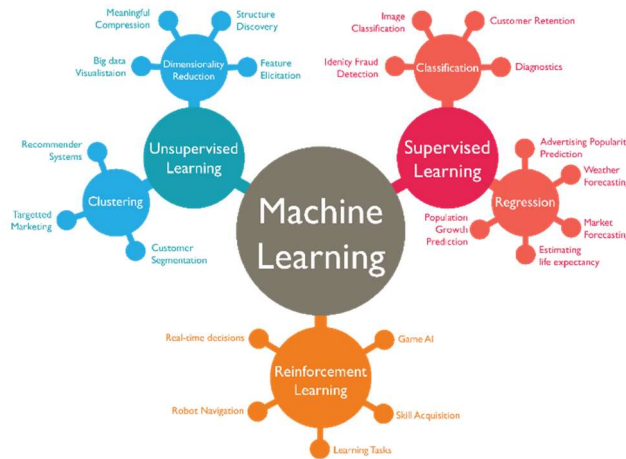 Meaningful
Compression
Structure
Discovery
Big data
Visualistaion
Dimensionality
Reduction
Feature
Elicitation
Unsupervised
Learning
Recommender
Systems
Clustering
Targetted
Marketing
Customer
Segmentation
Machine
Learning
Image
Classification
Customer Retention
Idenity Fraud
Detection
Classification
Diagnostics
Supervised
Learning
Advertising Popularit
Prediction
Weather
Forecasting
Regression
Population
Growth
Prediction
Market
Forecasting
Estimating
life expectancy
Real-time decisions
Game AI
Reinforcement
Learning
Robot Navigation
Skill Acquisition
Learning Tasks